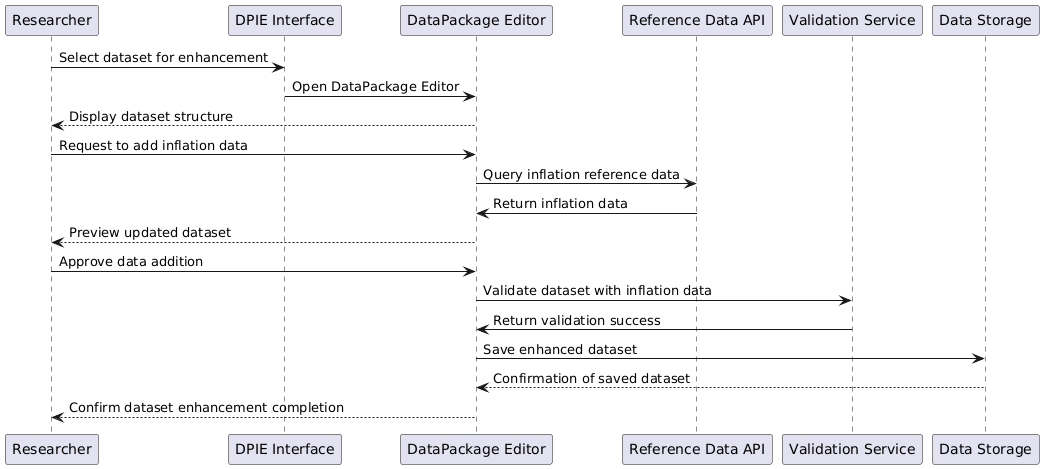 Researcher DPIE Interface DataPackage Editor Reference Data API Validation Service Data Storage
Select dataset for enhancement
Open DataPackage Editor
Display dataset structure
Request to add inflation data
Query inflation reference data
Return inflation data
Preview updated dataset
Approve data addition
Validate dataset with inflation data
Return validation success
Save enhanced dataset
Confirmation of saved dataset
Confirm dataset enhancement completion
Researcher DPIE Interface DataPackage Editor Reference Data API Validation Service Data Storage